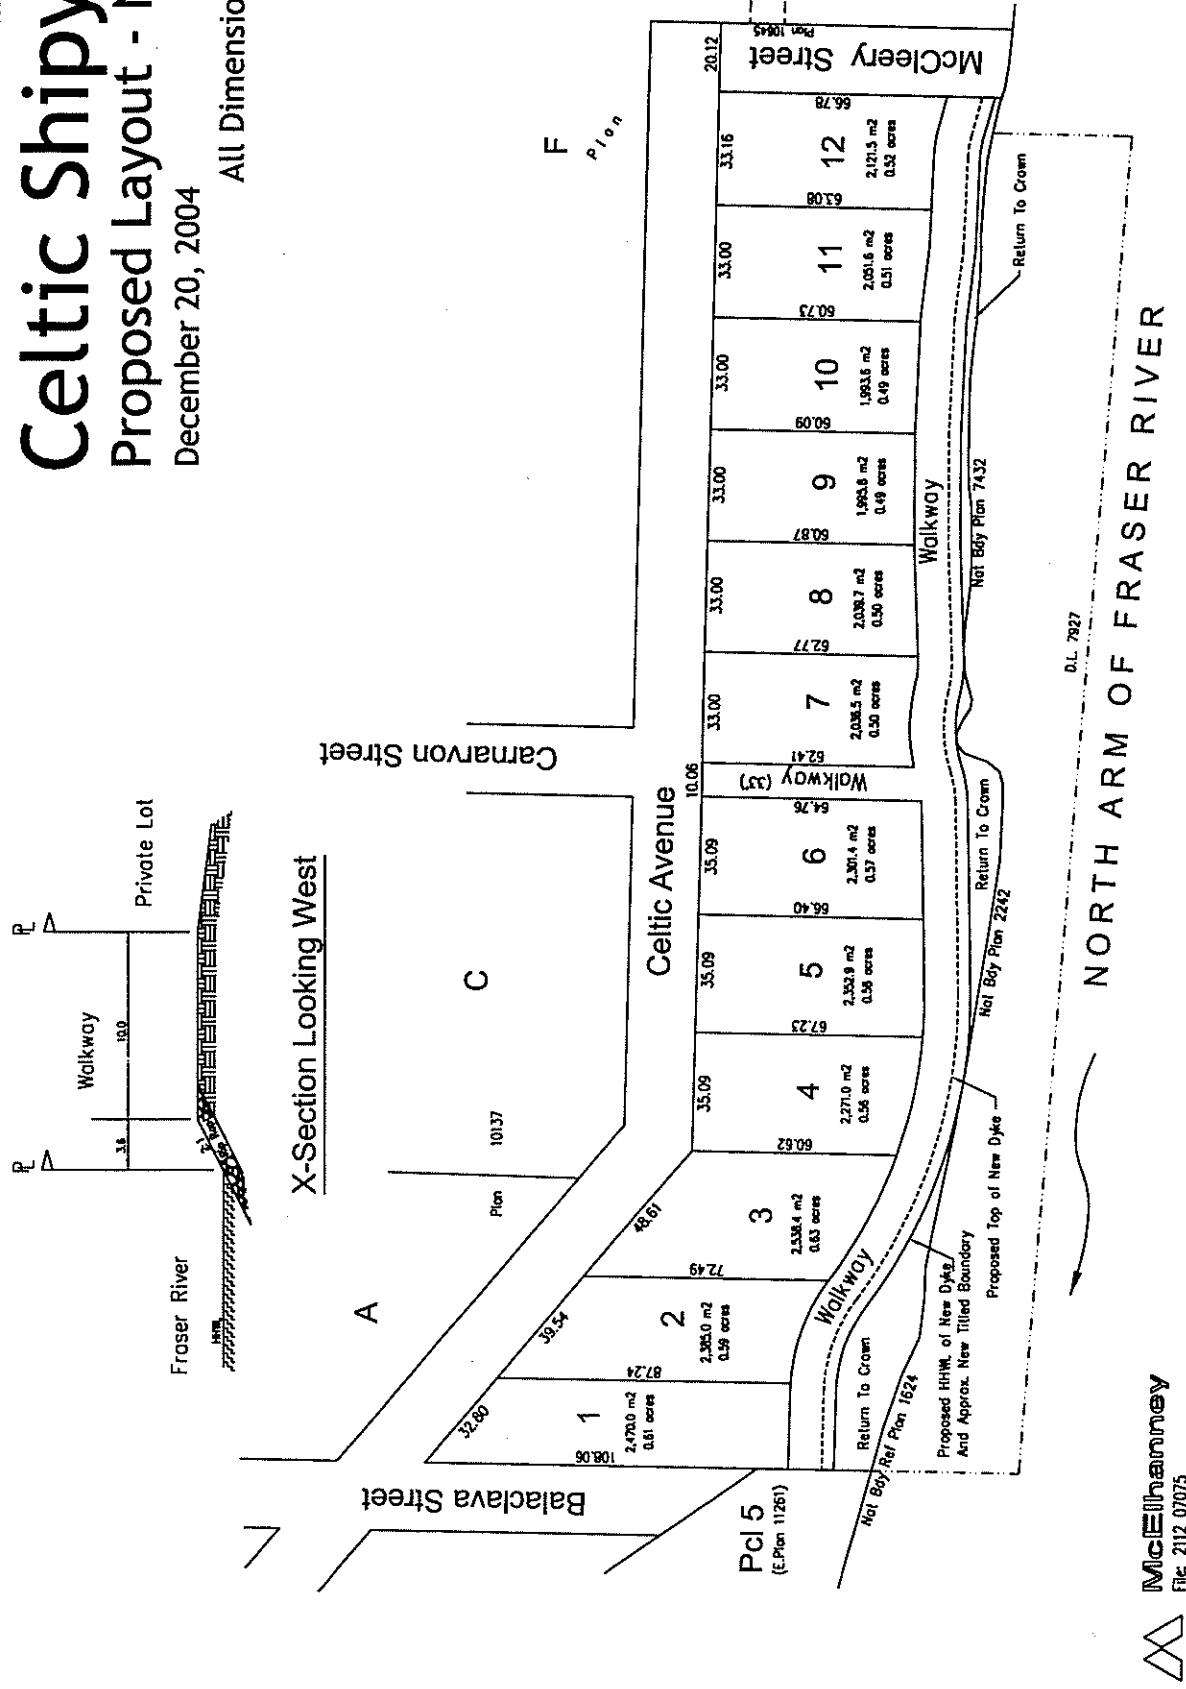 Celtic Shipy
Proposed Layout -
December 20, 2004
All Dimensio
Fraser River
Walkway
Private Lot
3.6
10.0
2:1
Rip Rap
HHWL
X-Section Looking West
A
C
F
Plan
10137
Plan
Balaclava Street
Carnarvon Street
Celtic Avenue
McCleery Street
Plan 10645
32.80
39.54
48.61
35.09
35.09
35.09
10.06
33.00
33.00
33.00
33.00
33.00
33.16
20.12
108.06
87.24
72.49
60.62
67.23
66.40
64.76
62.41
62.77
60.87
60.09
60.73
63.08
66.78
1
2,470.0 m2
0.61 acres
2
2,385.0 m2
0.59 acres
3
2,538.4 m2
0.63 acres
4
2,271.0 m2
0.56 acres
5
2,352.9 m2
0.58 acres
6
2,301.4 m2
0.57 acres
Walkway (33')
7
2,036.5 m2
0.50 acres
8
2,039.7 m2
0.50 acres
9
1,995.8 m2
0.49 acres
10
1,993.6 m2
0.49 acres
11
2,051.6 m2
0.51 acres
12
2,121.5 m2
0.52 acres
Walkway
Walkway
Pcl 5
(E.Plan 11261)
Return To Crown
Return To Crown
Return To Crown
Nat Bdy Ref Plan 1624
Nat Bdy Plan 2242
Nat Bdy Plan 7432
Proposed HHWL of New Dyke
And Approx. New Titled Boundary
Proposed Top of New Dyke
D.L. 7927
NORTH ARM OF FRASER RIVER
McElhanney
File: 2112 07075